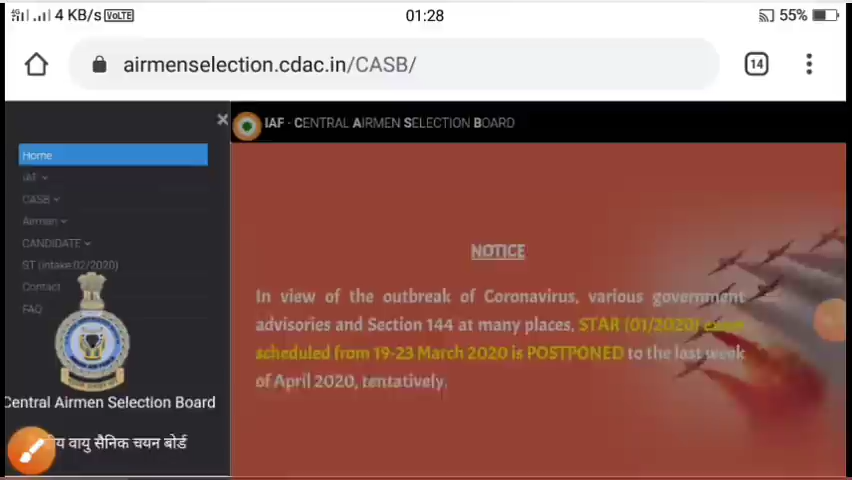 4G 4 KB/s VoLTE 01:28 55%
airmenselection.cdac.in/CASB/ 14
IAF - CENTRAL AIRMEN SELECTION BOARD
Home
IAF
CASB
Airmen
CANDIDATE
ST (Intake 02/2020)
Contact
FAQ
Central Airmen Selection Board
वायु सैनिक चयन बोर्ड
NOTICE
In view of the outbreak of Coronavirus, various government
advisories and Section 144 at many places, STAR (01/2020) exam
scheduled from 19-23 March 2020 is POSTPONED to the last week
of April 2020, tentatively.